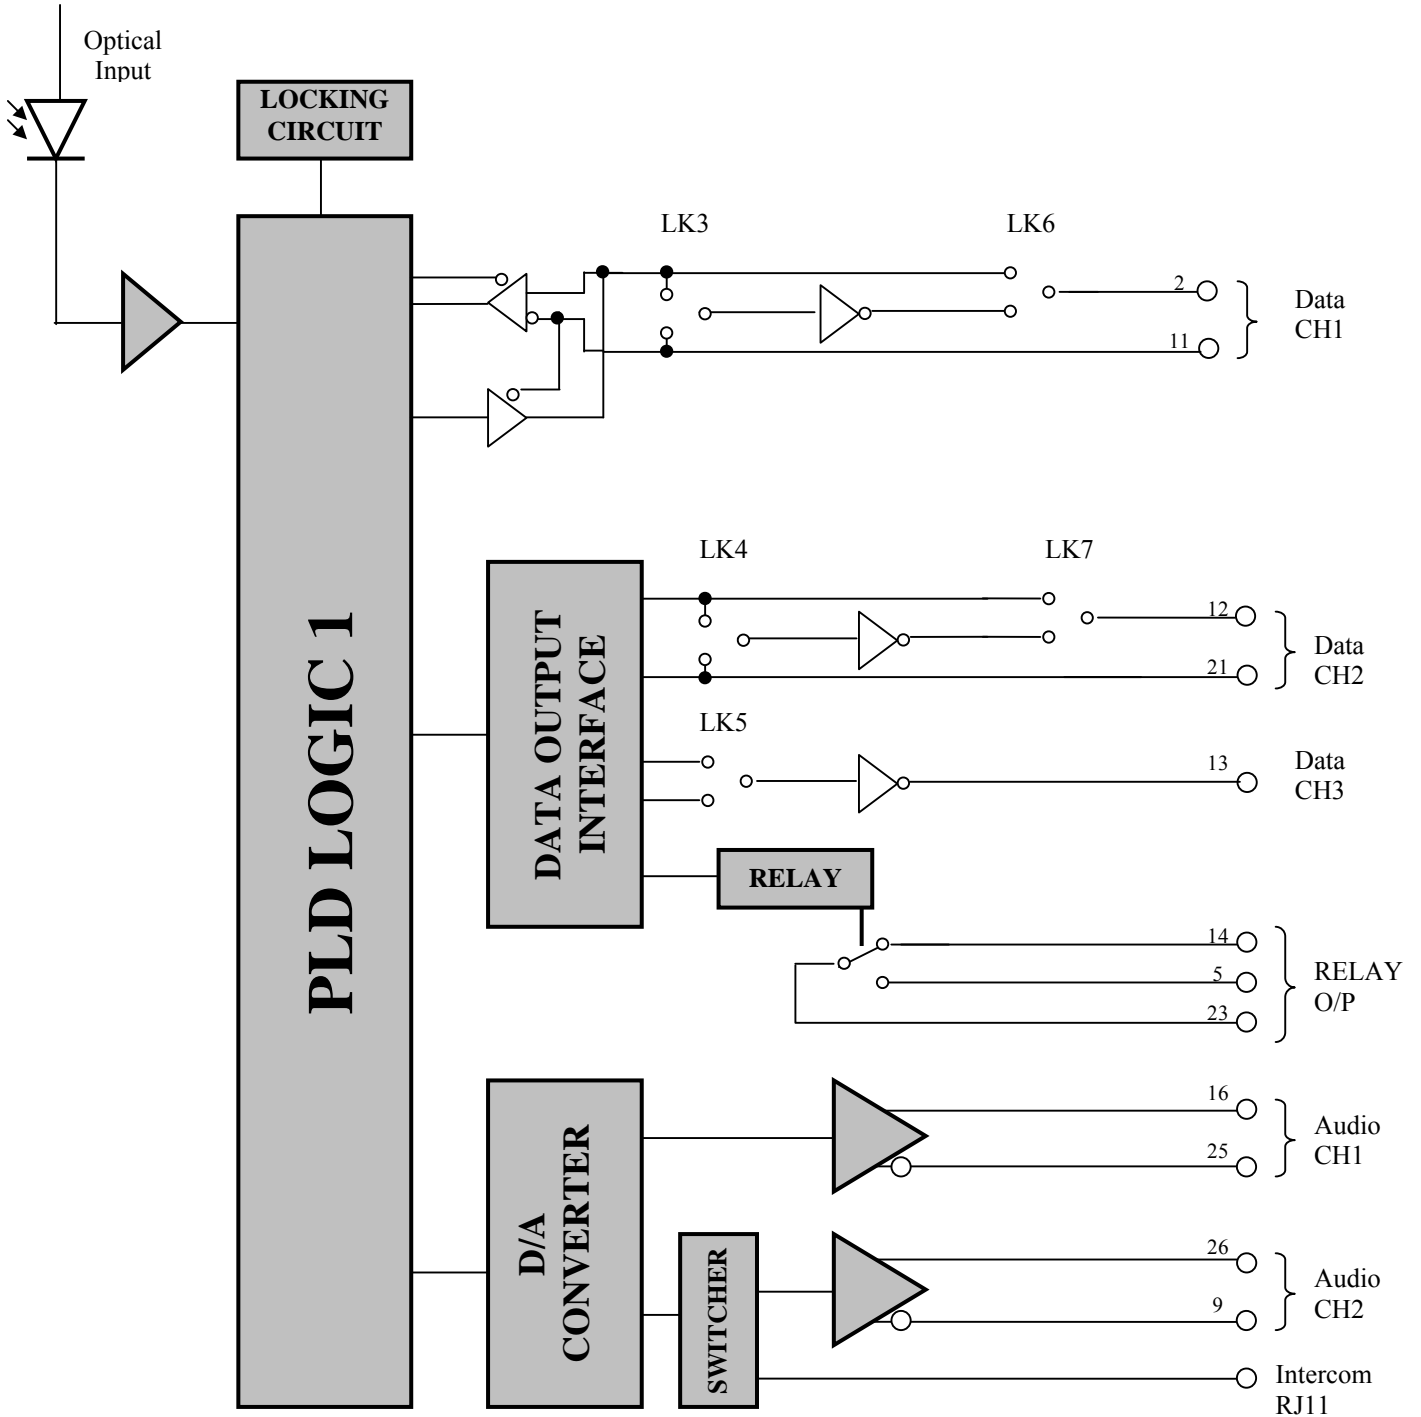 Optical
Input
LOCKING
CIRCUIT
LK3
LK6
2
11
Data
CH1
LK4
LK7
12
21
Data
CH2
LK5
13
Data
CH3
PLD LOGIC 1
DATA OUTPUT
INTERFACE
RELAY
14
5
23
RELAY
O/P
D/A
CONVERTER
16
25
Audio
CH1
SWITCHER
26
9
Audio
CH2
Intercom
RJ11